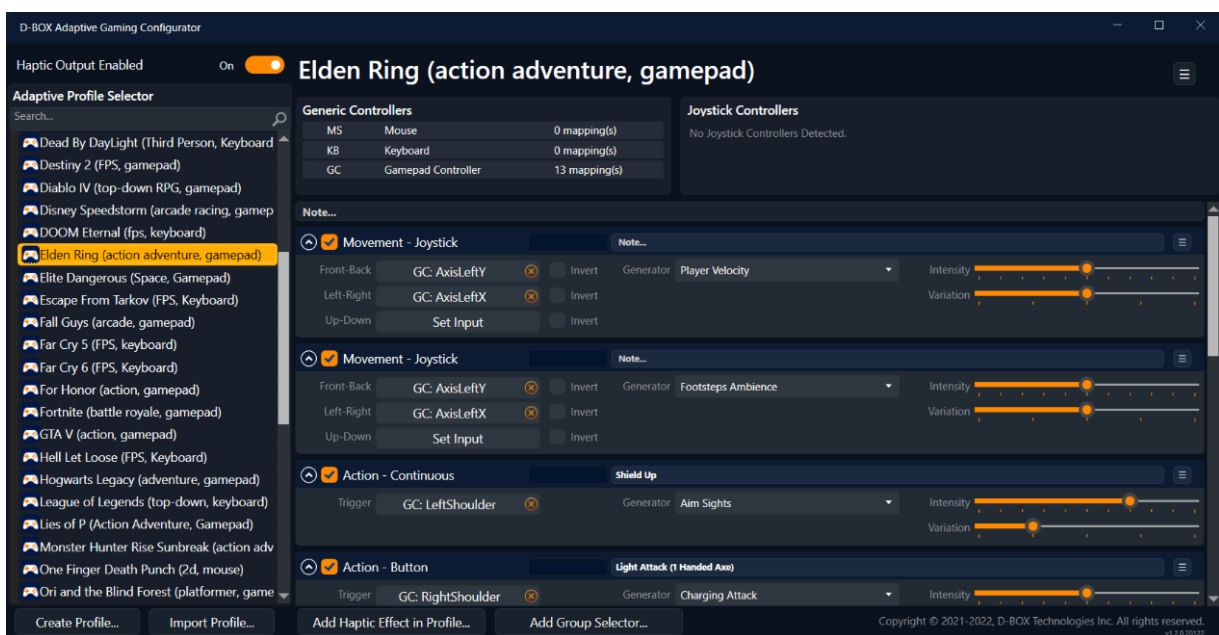 D-BOX Adaptive Gaming Configurator
Haptic Output Enabled On
Adaptive Profile Selector
Search...
Dead By DayLight (Third Person, Keyboard
Destiny 2 (FPS, gamepad)
Diablo IV (top-down RPG, gamepad)
Disney Speedstorm (arcade racing, gamep
DOOM Eternal (fps, keyboard)
Elden Ring (action adventure, gamepad)
Elite Dangerous (Space, Gamepad)
Escape From Tarkov (FPS, Keyboard)
Fall Guys (arcade, gamepad)
Far Cry 5 (FPS, keyboard)
Far Cry 6 (FPS, Keyboard)
For Honor (action, gamepad)
Fortnite (battle royale, gamepad)
GTA V (action, gamepad)
Hell Let Loose (FPS, Keyboard)
Hogwarts Legacy (adventure, gamepad)
League of Legends (top-down, keyboard)
Lies of P (Action Adventure, Gamepad)
Monster Hunter Rise Sunbreak (action adv
One Finger Death Punch (2d, mouse)
Ori and the Blind Forest (platformer, game
Create Profile... Import Profile...
Elden Ring (action adventure, gamepad)
Generic Controllers
MS Mouse 0 mapping(s)
KB Keyboard 0 mapping(s)
GC Gamepad Controller 13 mapping(s)
Joystick Controllers
No Joystick Controllers Detected.
Note...
Movement - Joystick Note...
Front-Back GC: AxisLeftY Invert Generator Player Velocity Intensity
Left-Right GC: AxisLeftX Invert Variation
Up-Down Set Input Invert
Movement - Joystick Note...
Front-Back GC: AxisLeftY Invert Generator Footsteps Ambience Intensity
Left-Right GC: AxisLeftX Invert Variation
Up-Down Set Input Invert
Action - Continuous Shield Up
Trigger GC: LeftShoulder Generator Aim Sights Intensity
Variation
Action - Button Light Attack (1 Handed Axe)
Trigger GC: RightShoulder Generator Charging Attack Intensity
Add Haptic Effect in Profile... Add Group Selector...
Copyright © 2021-2022, D-BOX Technologies Inc. All rights reserved.
v1.2.0.20122